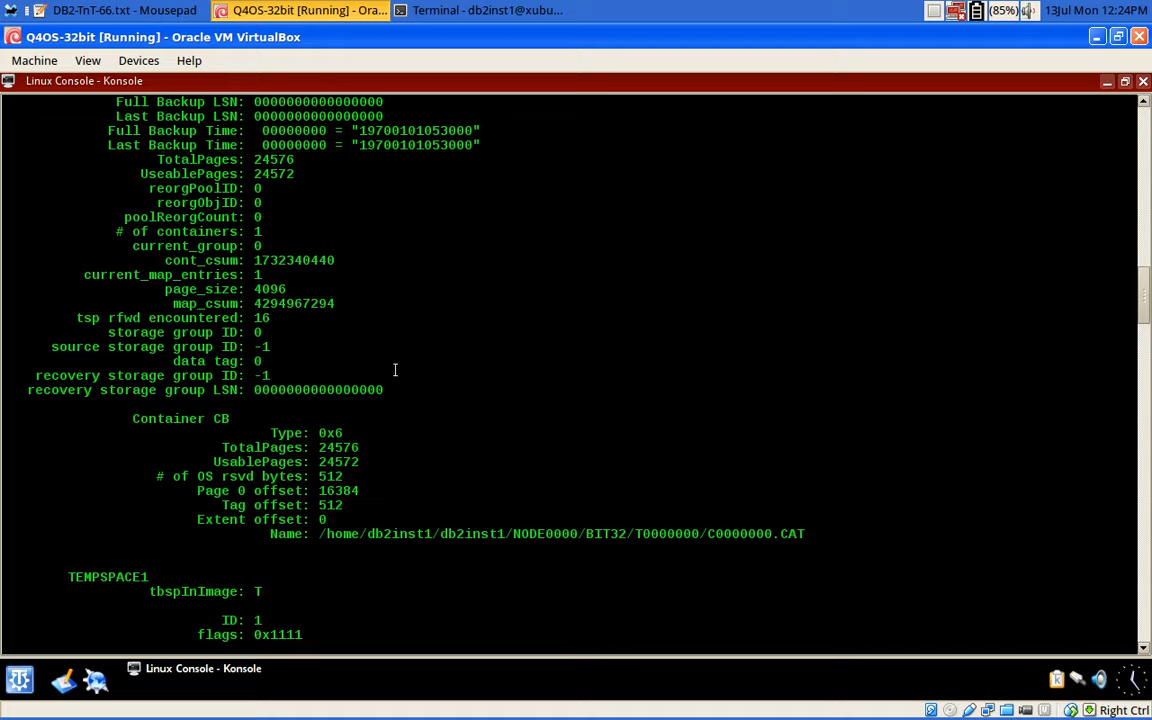 DB2-TnT-66.txt - Mousepad
Q4OS-32bit [Running] - Ora...
Terminal - db2inst1@xubu...
(85%)
13Jul Mon 12:24PM
Q4OS-32bit [Running] - Oracle VM VirtualBox
Machine View Devices Help
Linux Console - Konsole
Full Backup LSN: 0000000000000000
Last Backup LSN: 0000000000000000
Full Backup Time: 00000000 = "19700101053000"
Last Backup Time: 00000000 = "19700101053000"
TotalPages: 24576
UseablePages: 24572
reorgPoolID: 0
reorgObjID: 0
poolReorgCount: 0
# of containers: 1
current_group: 0
cont_csum: 1732340440
current_map_entries: 1
page_size: 4096
map_csum: 4294967294
tsp rfwd encountered: 16
storage group ID: 0
source storage group ID: -1
data tag: 0
recovery storage group ID: -1
recovery storage group LSN: 0000000000000000
Container CB
Type: 0x6
TotalPages: 24576
UsablePages: 24572
# of OS rsvd bytes: 512
Page 0 offset: 16384
Tag offset: 512
Extent offset: 0
Name: /home/db2inst1/db2inst1/NODE0000/BIT32/T0000000/C0000000.CAT
TEMPSPACE1
tbspInImage: T
ID: 1
flags: 0x1111
Linux Console - Konsole
Right Ctrl